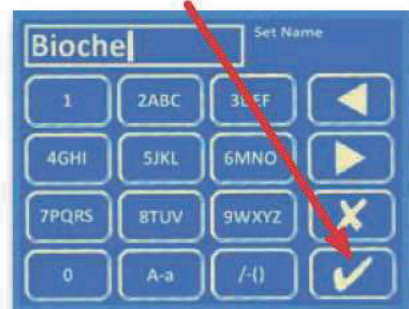 Bioche
Set Name
1 2ABC 3DEF
4GHI 5JKL 6MNO
7PQRS 8TUV 9WXYZ
0 A-a /-()